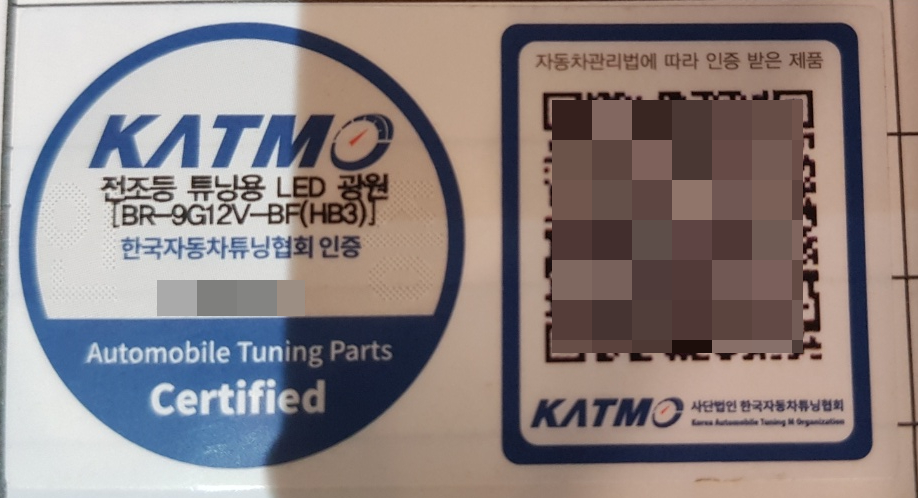 KATMO
전조등 튜닝용 LED 광원
[BR-9G12V-BF(HB3)]
한국자동차튜닝협회 인증
Automobile Tuning Parts
Certified
자동차관리법에 따라 인증 받은 제품
KATMO 사단법인 한국자동차튜닝협회
Korea Automobile Tuning M Organization